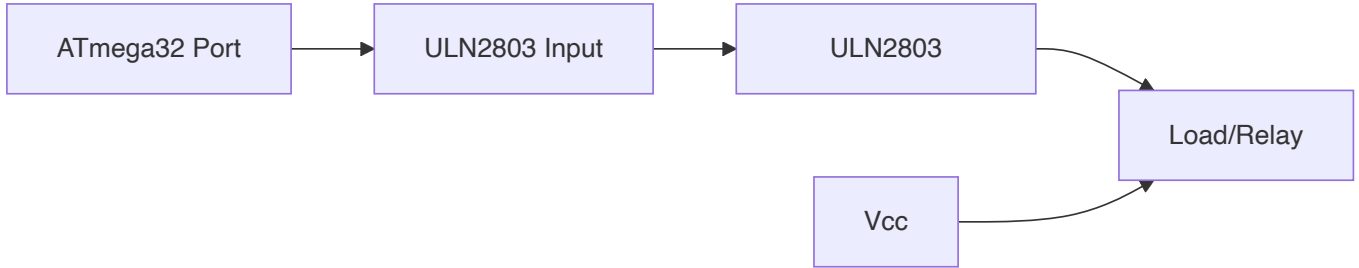 ATmega32 Port
ULN2803 Input
ULN2803
Load/Relay
Vcc